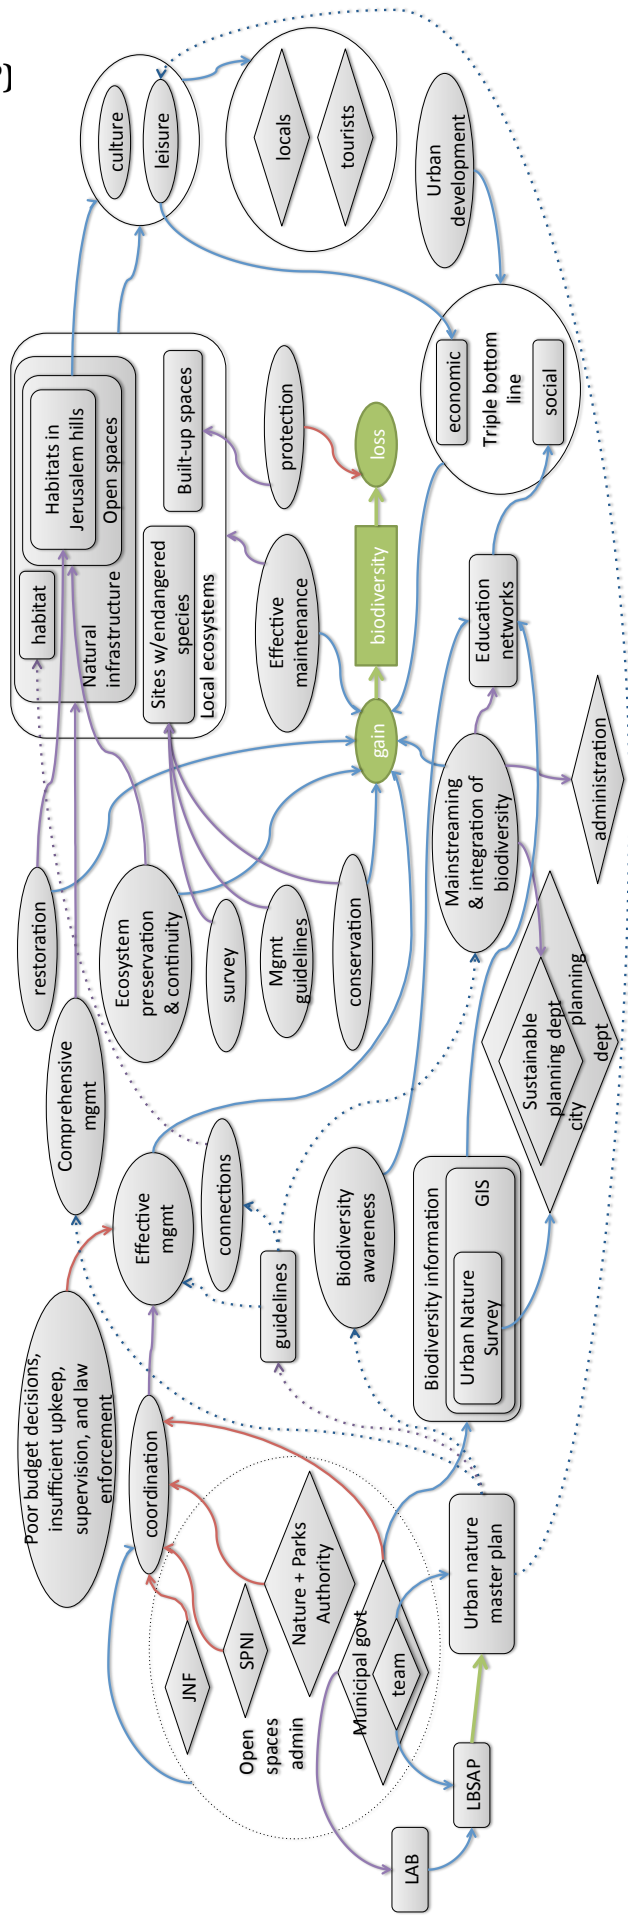 ?)
culture
leisure
locals
tourists
Urban
development
Habitats in
Jerusalem hills
Open spaces
habitat
Natural
infrastructure
Built-up spaces
Sites w/endangered
species
Local ecosystems
protection
Effective
maintenance
loss
biodiversity
gain
economic
Triple bottom
line
social
Education
networks
restoration
Ecosystem
preservation
& continuity
survey
Mgmt
guidelines
conservation
Mainstreaming
& integration of
biodiversity
administration
Sustainable
planning dept
city
planning
dept
Comprehensive
mgmt
Effective
mgmt
connections
guidelines
Biodiversity
awareness
Biodiversity information
GIS
Urban Nature
Survey
Poor budget decisions,
insufficient upkeep,
supervision, and law
enforcement
coordination
JNF
SPNI
Nature + Parks
Authority
Open
spaces
admin
Municipal govt
team
Urban nature
master plan
LBSAP
LAB